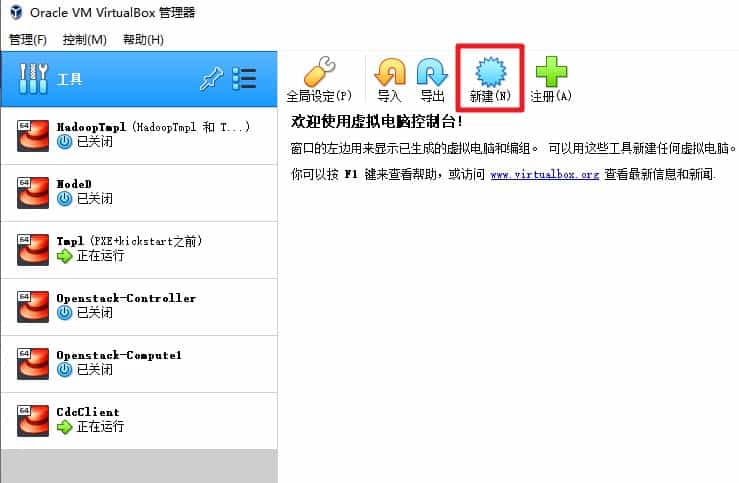 Oracle VM VirtualBox 管理器
管理(F) 控制(M) 帮助(H)
工具
全局设定(P) 导入 导出 新建(N) 注册(A)
欢迎使用虚拟电脑控制台!
窗口的左边用来显示已生成的虚拟电脑和编组。 可以用这些工具新建任何虚拟电脑。
你可以按 F1 键来查看帮助，或访问 www.virtualbox.org 查看最新信息和新闻.
64
HadoopTmpl (HadoopTmpl 和 T...)
已关闭
64
NodeD
已关闭
64
Tmpl (PXE+kickstart之前)
正在运行
64
Openstack-Controller
已关闭
64
Openstack-Compute1
已关闭
64
CdcClient
正在运行